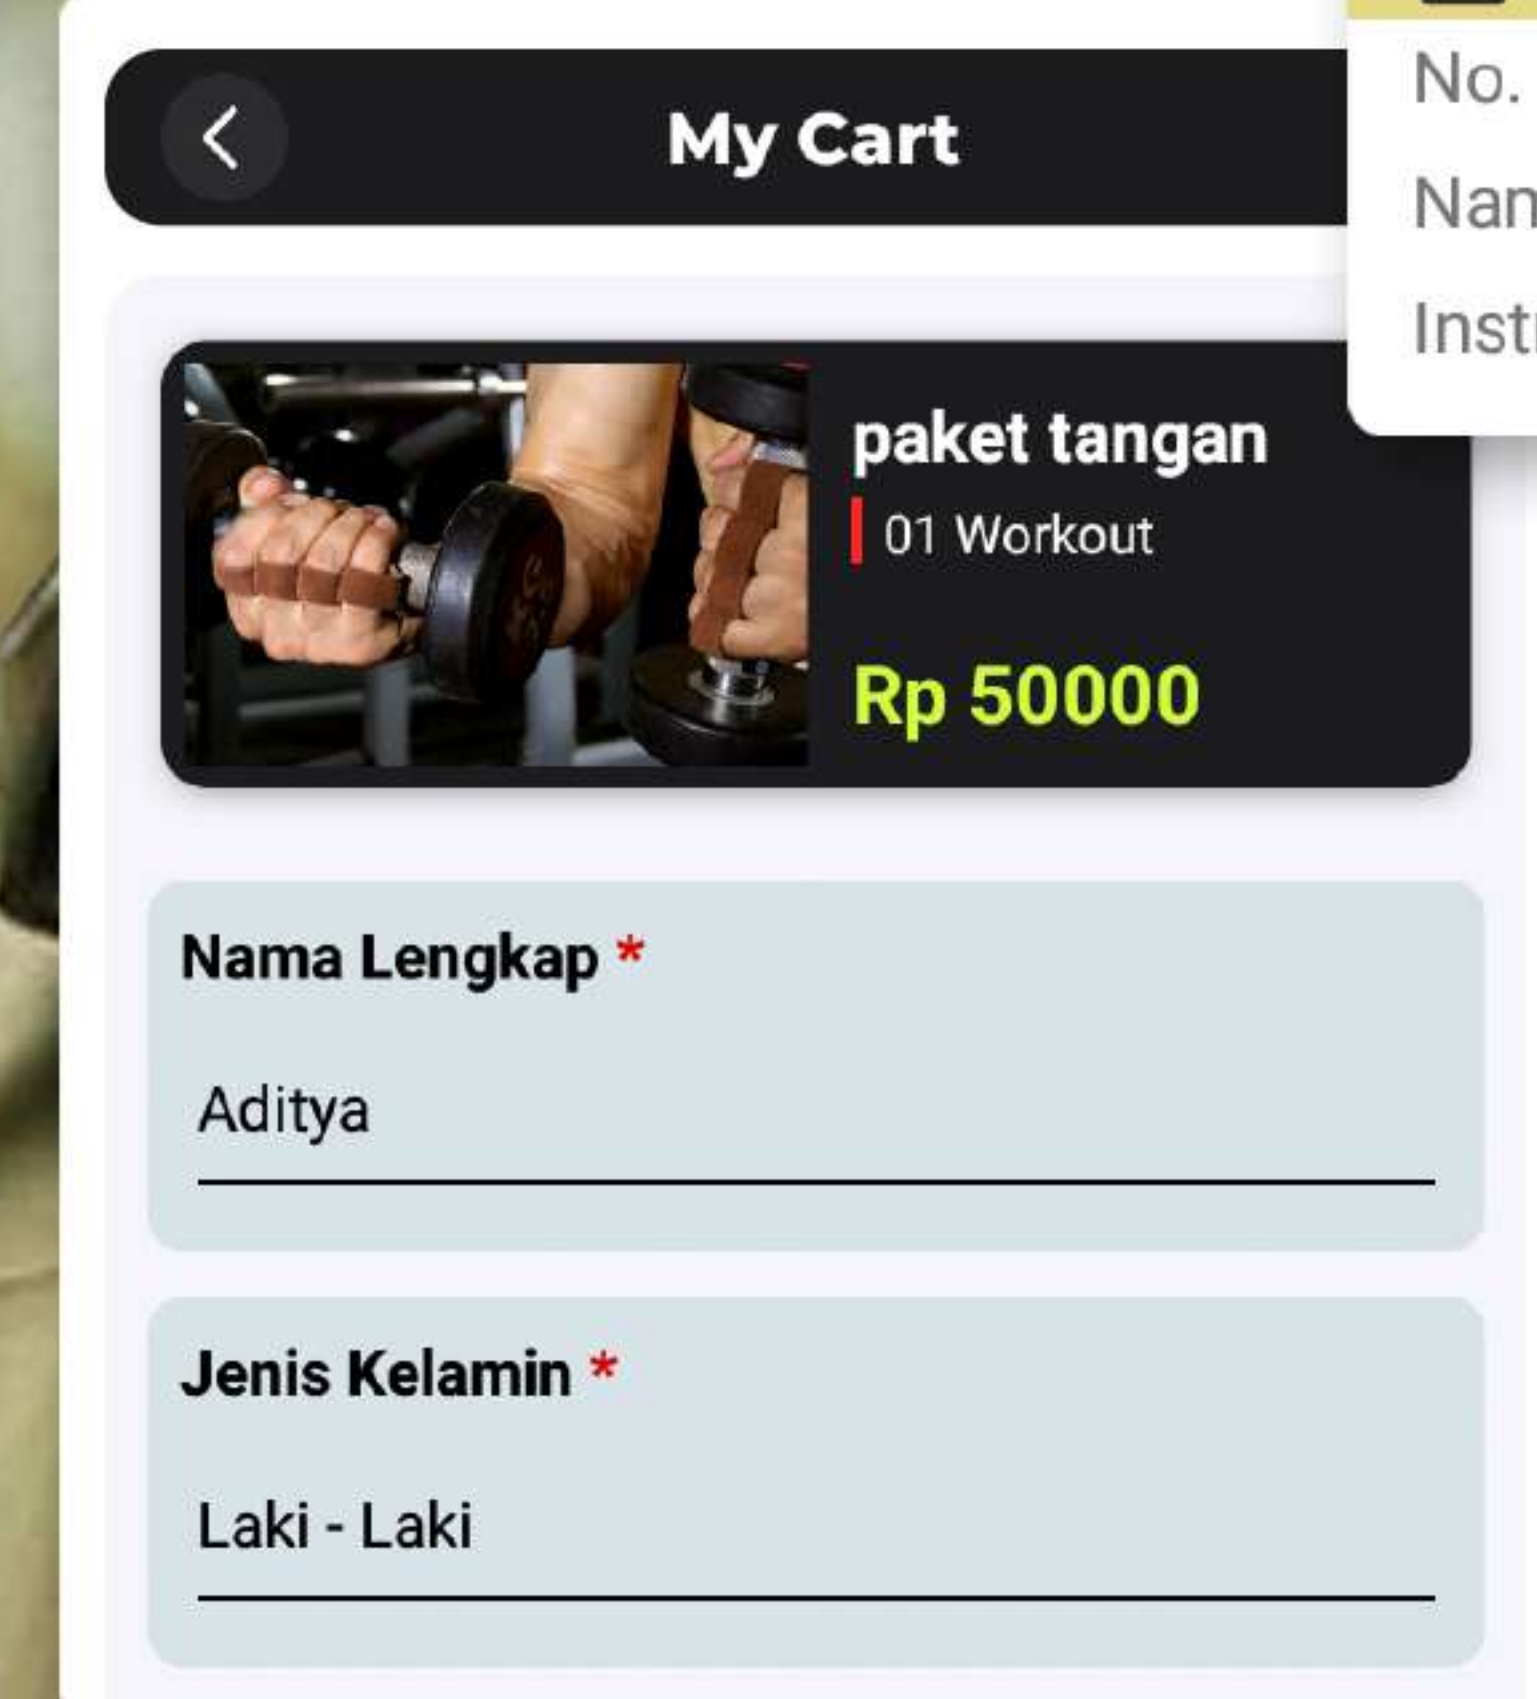 My Cart
No.
paket tangan
01 Workout
Rp 50000
Nama Lengkap *
Aditya
Jenis Kelamin *
Laki - Laki